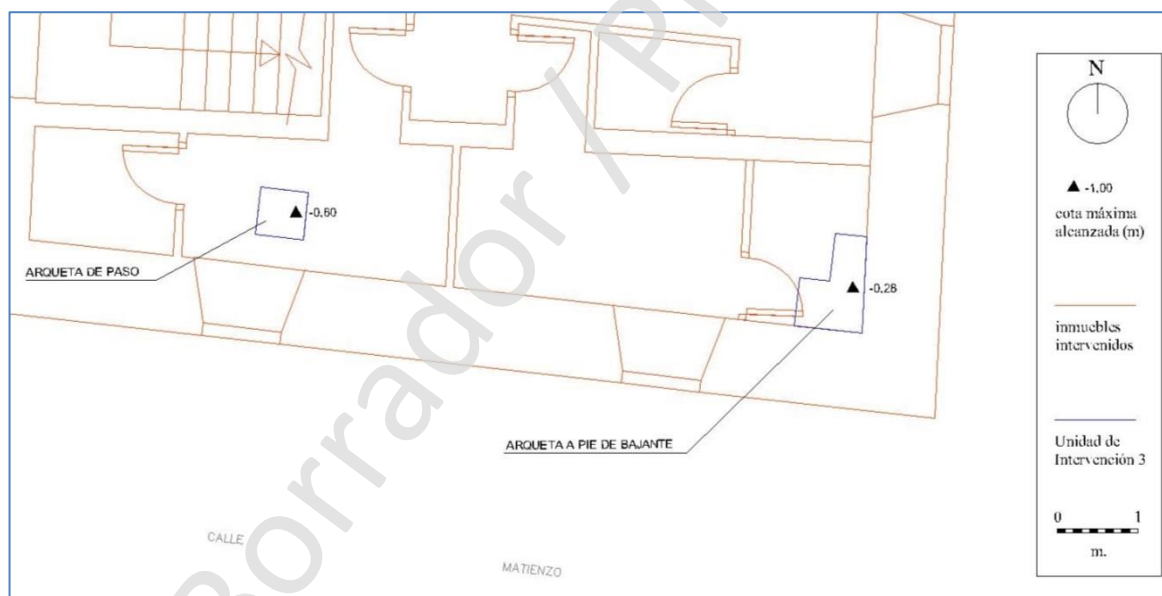 Borrador / P
N
-1.00
cota máxima
alcanzada (m)
inmuebles
intervenidos
Unidad de
Intervención 3
0 1
m.
-0.60
ARQUETA DE PASO
-0.28
ARQUETA A PIE DE BAJANTE
CALLE
MATIENZO